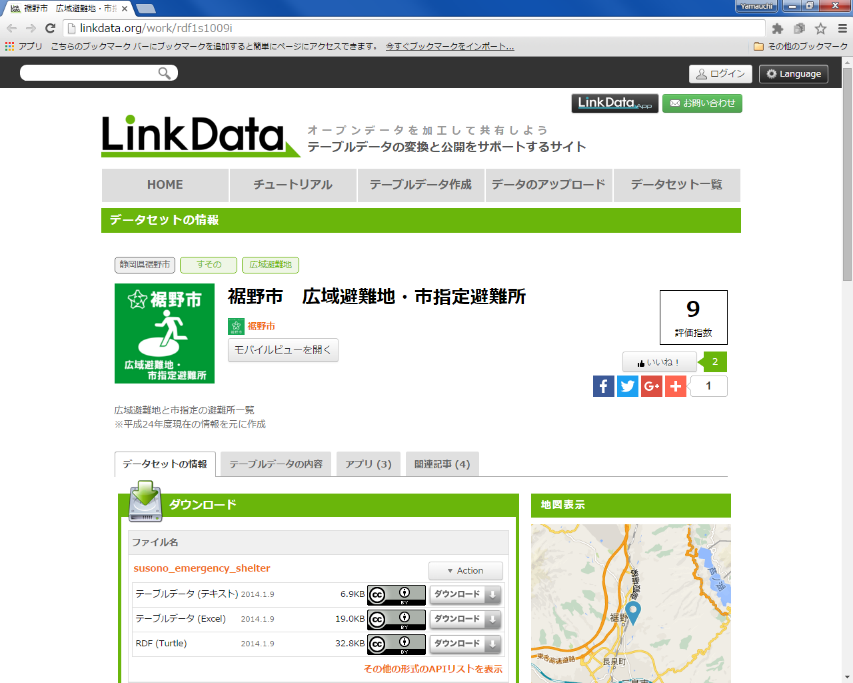 裾野市 広域避難地・市指
Yamauchi
linkdata.org/work/rdf1s1009i
アプリ こちらのブックマーク バーにブックマークを追加すると簡単にページにアクセスできます。 今すぐブックマークをインポート... その他のブックマーク
ログイン Language
LinkData App お問い合わせ
LinkData
オープンデータを加工して共有しよう
テーブルデータの変換と公開をサポートするサイト
HOME チュートリアル テーブルデータ作成 データのアップロード データセット一覧
データセットの情報
静岡県裾野市 すその 広域避難地
裾野市
広域避難地・
市指定避難所
裾野市 広域避難地・市指定避難所
裾野市
モバイルビューを開く
9
評価指数
いいね！ 2
1
広域避難地と市指定の避難所一覧
※平成24年度現在の情報を元に作成
データセットの情報 テーブルデータの内容 アプリ (3) 関連記事 (4)
ダウンロード
ファイル名
susono_emergency_shelter Action
テーブルデータ (テキスト) 2014.1.9 6.9KB cc BY ダウンロード
テーブルデータ (Excel) 2014.1.9 19.0KB cc BY ダウンロード
RDF (Turtle) 2014.1.9 32.8KB cc BY ダウンロード
その他の形式のAPIリストを表示
地図表示
芦ノ湖
裾野
長泉町
東名高速道路